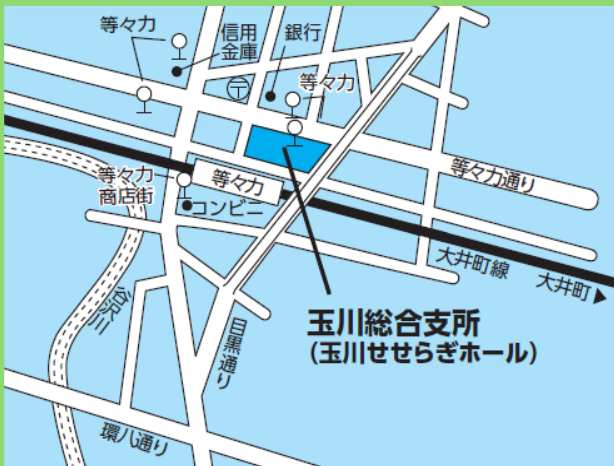 等々力
信用
金庫
銀行
〒
等々力
等々力通り
等々力
商店街
等々力
コンビニ
大井町線
大井町
谷沢川
目黒通り
玉川総合支所
(玉川せせらぎホール)
環八通り